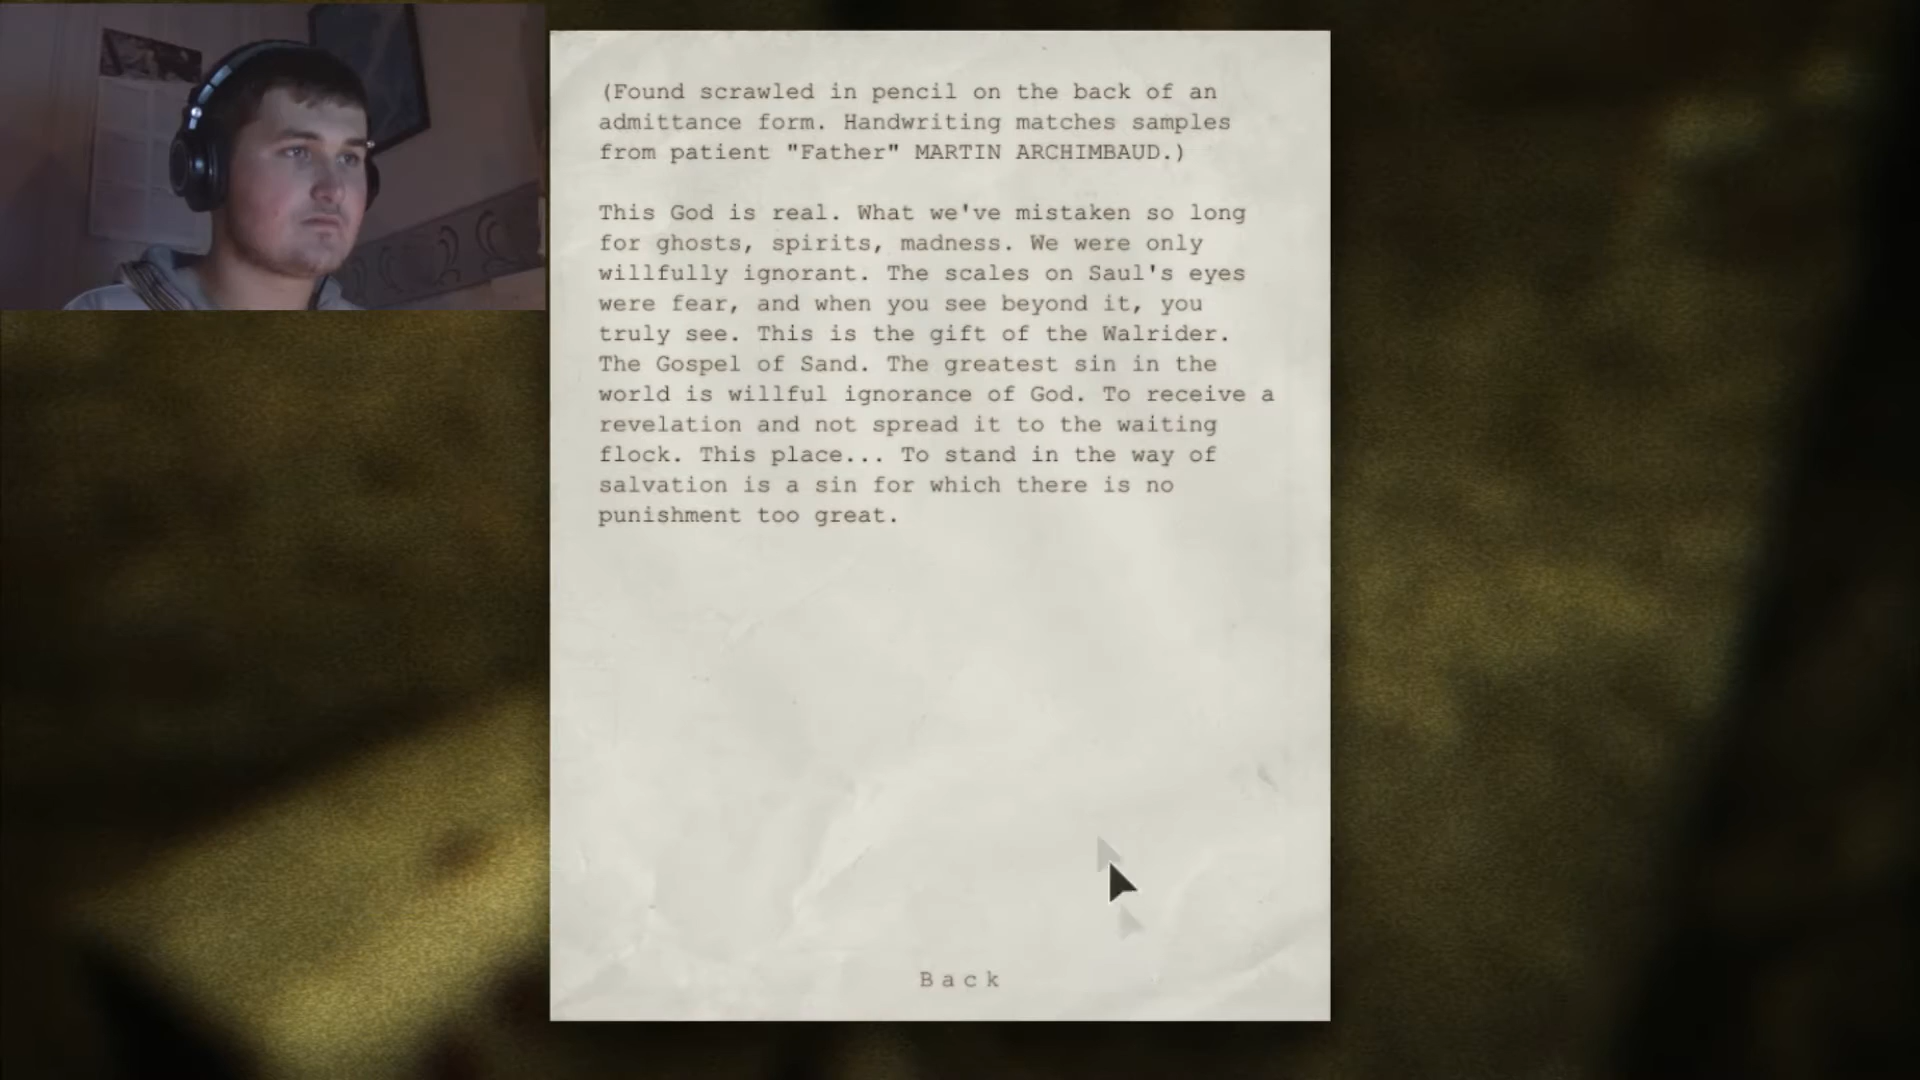 (Found scrawled in pencil on the back of an
admittance form. Handwriting matches samples
from patient "Father" MARTIN ARCHIMBAUD.)
This God is real. What we've mistaken so long
for ghosts, spirits, madness. We were only
willfully ignorant. The scales on Saul's eyes
were fear, and when you see beyond it, you
truly see. This is the gift of the Walrider.
The Gospel of Sand. The greatest sin in the
world is willful ignorance of God. To receive a
revelation and not spread it to the waiting
flock. This place... To stand in the way of
salvation is a sin for which there is no
punishment too great.
Back